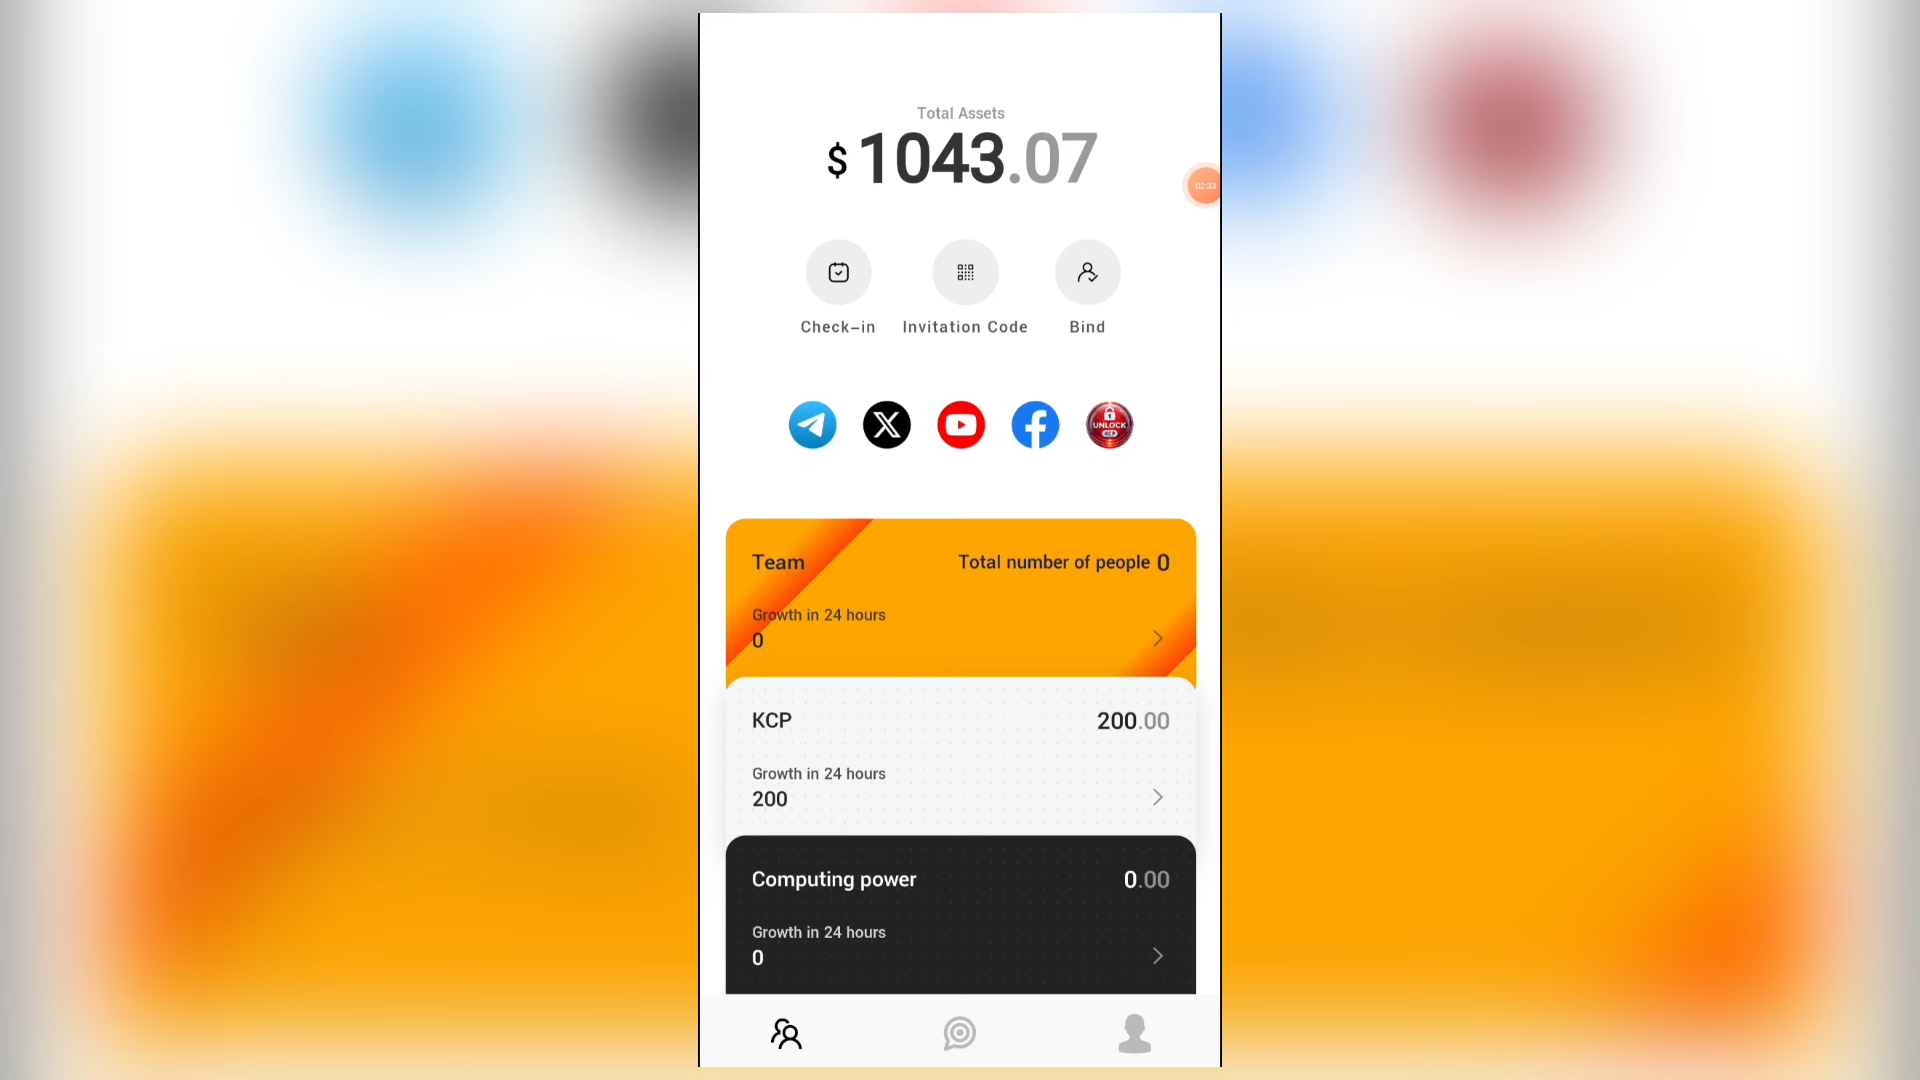 Total Assets
$ 1043.07
02:33
Check-in Invitation Code Bind
UNLOCK
KCP
Team Total number of people 0
Growth in 24 hours
0
KCP 200.00
Growth in 24 hours
200
Computing power 0.00
Growth in 24 hours
0